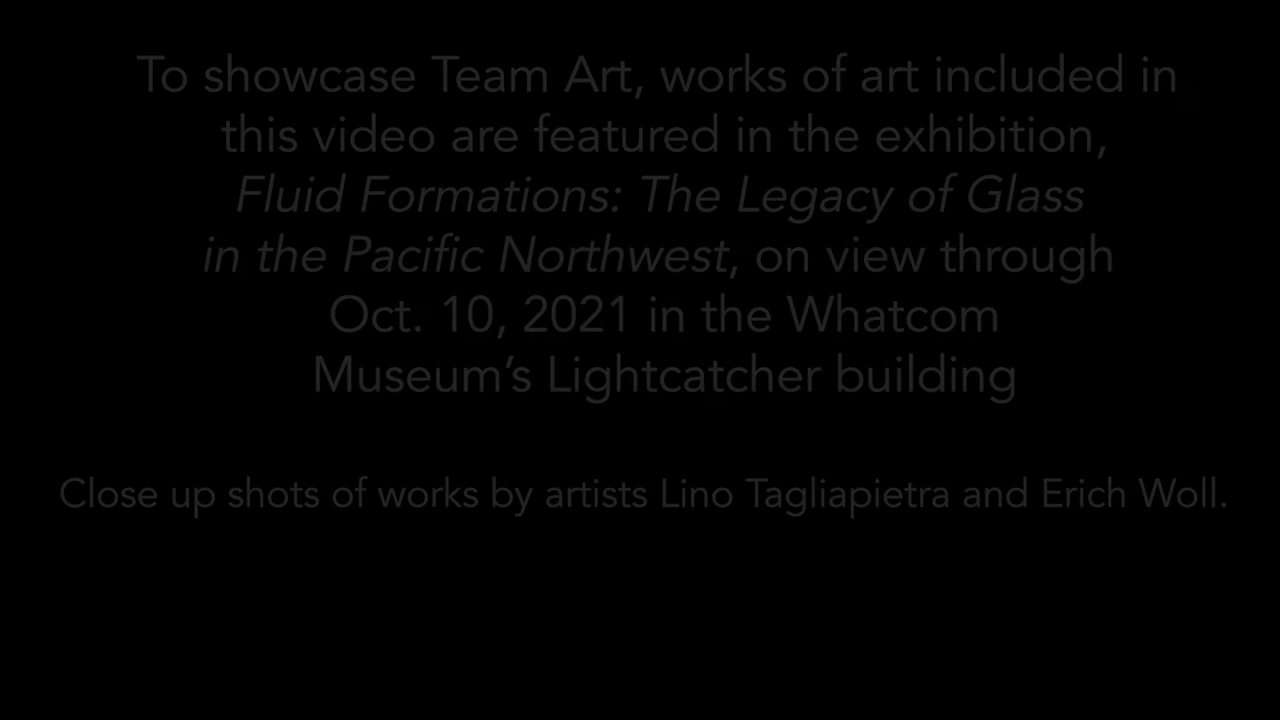 To showcase Team Art, works of art included in
this video are featured in the exhibition,
Fluid Formations: The Legacy of Glass
in the Pacific Northwest, on view through
Oct. 10, 2021 in the Whatcom
Museum’s Lightcatcher building
Close up shots of works by artists Lino Tagliapietra and Erich Woll.